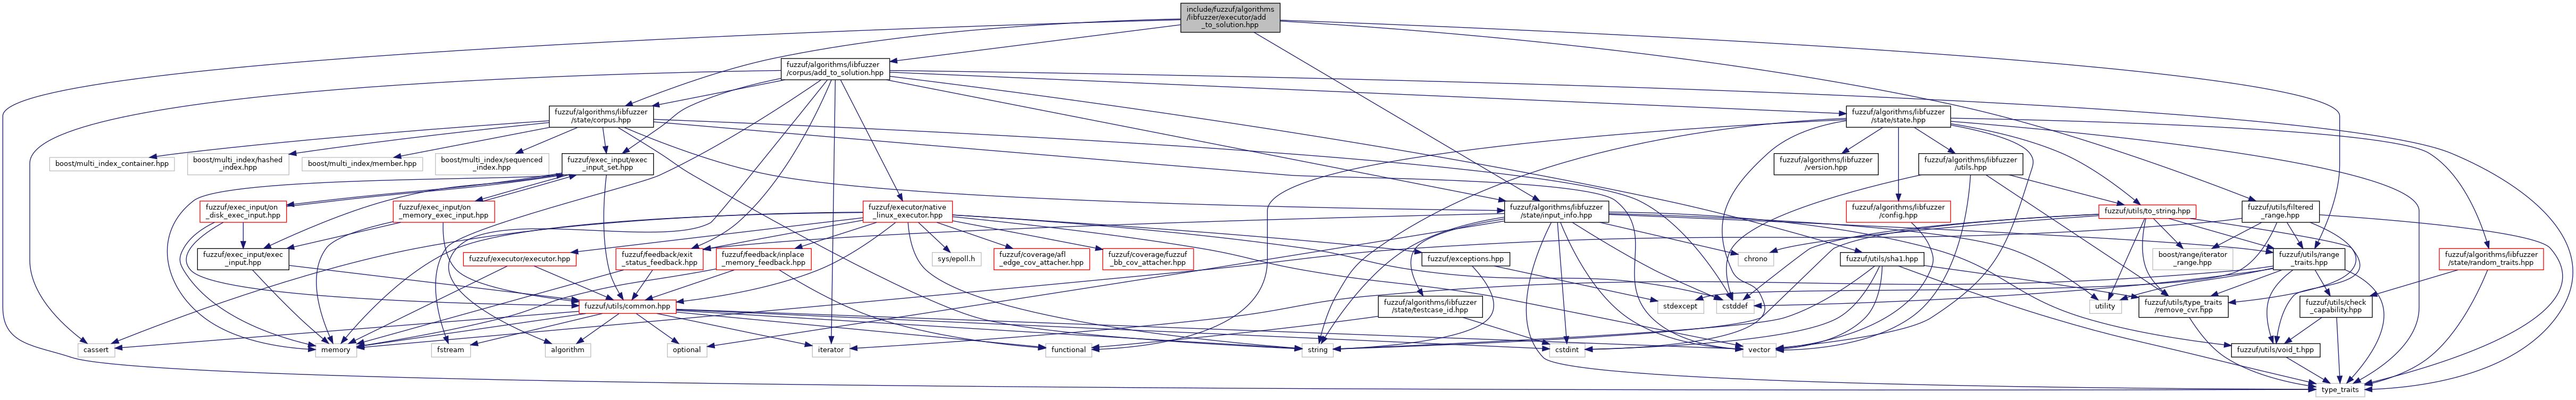 include/fuzzuf/algorithms
/libfuzzer/executor/add
_to_solution.hpp
fuzzuf/algorithms/libfuzzer
/corpus/add_to_solution.hpp
fuzzuf/algorithms/libfuzzer
/state/corpus.hpp
fuzzuf/algorithms/libfuzzer
/state/state.hpp
boost/multi_index_container.hpp
boost/multi_index/hashed
_index.hpp
boost/multi_index/member.hpp
boost/multi_index/sequenced
_index.hpp
fuzzuf/exec_input/exec
_input_set.hpp
fuzzuf/algorithms/libfuzzer
/version.hpp
fuzzuf/algorithms/libfuzzer
/utils.hpp
fuzzuf/exec_input/on
_disk_exec_input.hpp
fuzzuf/exec_input/on
_memory_exec_input.hpp
fuzzuf/executor/native
_linux_executor.hpp
fuzzuf/algorithms/libfuzzer
/state/input_info.hpp
fuzzuf/algorithms/libfuzzer
/config.hpp
fuzzuf/utils/to_string.hpp
fuzzuf/utils/filtered
_range.hpp
fuzzuf/exec_input/exec
_input.hpp
fuzzuf/executor/executor.hpp
fuzzuf/feedback/exit
_status_feedback.hpp
fuzzuf/feedback/inplace
_memory_feedback.hpp
sys/epoll.h
fuzzuf/coverage/afl
_edge_cov_attacher.hpp
fuzzuf/coverage/fuzzuf
_bb_cov_attacher.hpp
fuzzuf/exceptions.hpp
chrono
fuzzuf/utils/sha1.hpp
boost/range/iterator
_range.hpp
fuzzuf/utils/range
_traits.hpp
fuzzuf/algorithms/libfuzzer
/state/random_traits.hpp
fuzzuf/utils/common.hpp
fuzzuf/algorithms/libfuzzer
/state/testcase_id.hpp
stdexcept
cstddef
utility
fuzzuf/utils/type_traits
/remove_cvr.hpp
fuzzuf/utils/check
_capability.hpp
cassert
memory
fstream
algorithm
optional
iterator
functional
string
cstdint
vector
fuzzuf/utils/void_t.hpp
type_traits